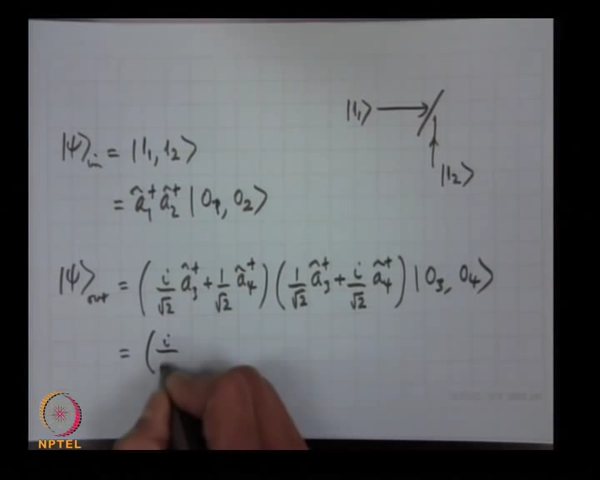 |1₁⟩
|ψ⟩in = |1₁, 1₂⟩
|1₂⟩
= â₁† â₂† |0₁, 0₂⟩
|ψ⟩out = (i/√2 â₃† + 1/√2 â₄†) (1/√2 â₃† + i/√2 â₄†) |0₃, 0₄⟩
= (i
NPTEL